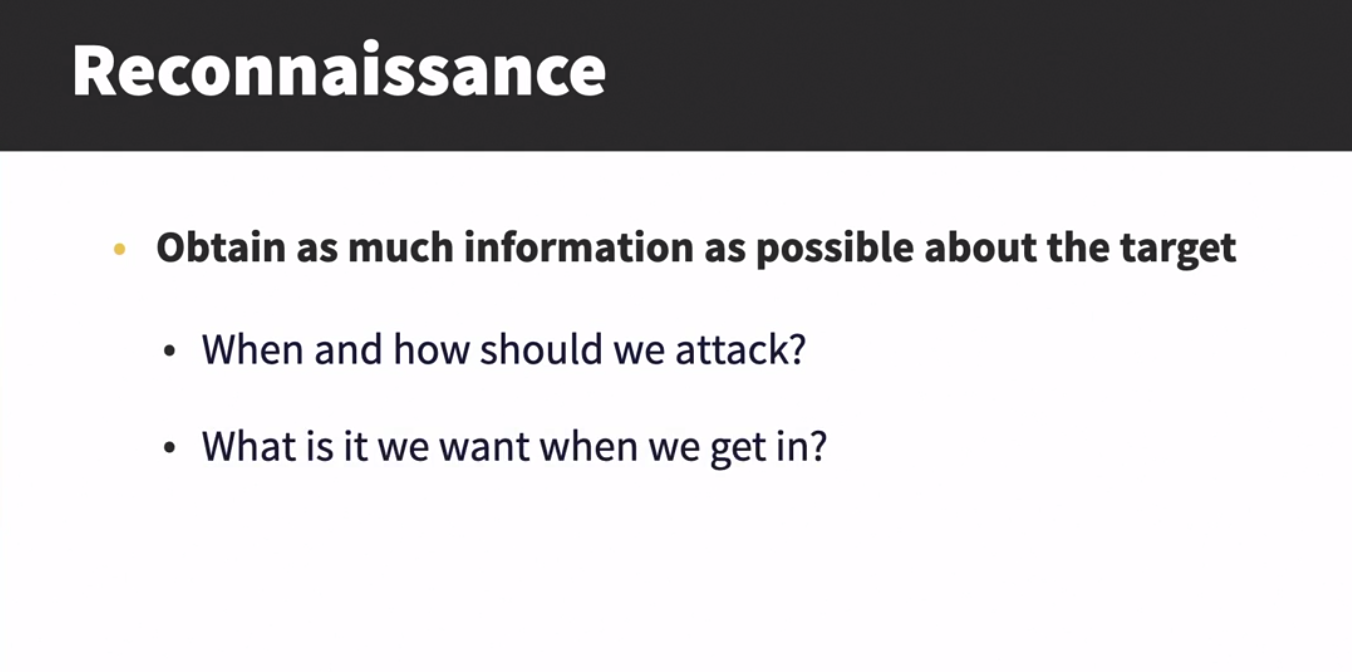 Reconnaissance
• Obtain as much information as possible about the target
• When and how should we attack?
• What is it we want when we get in?